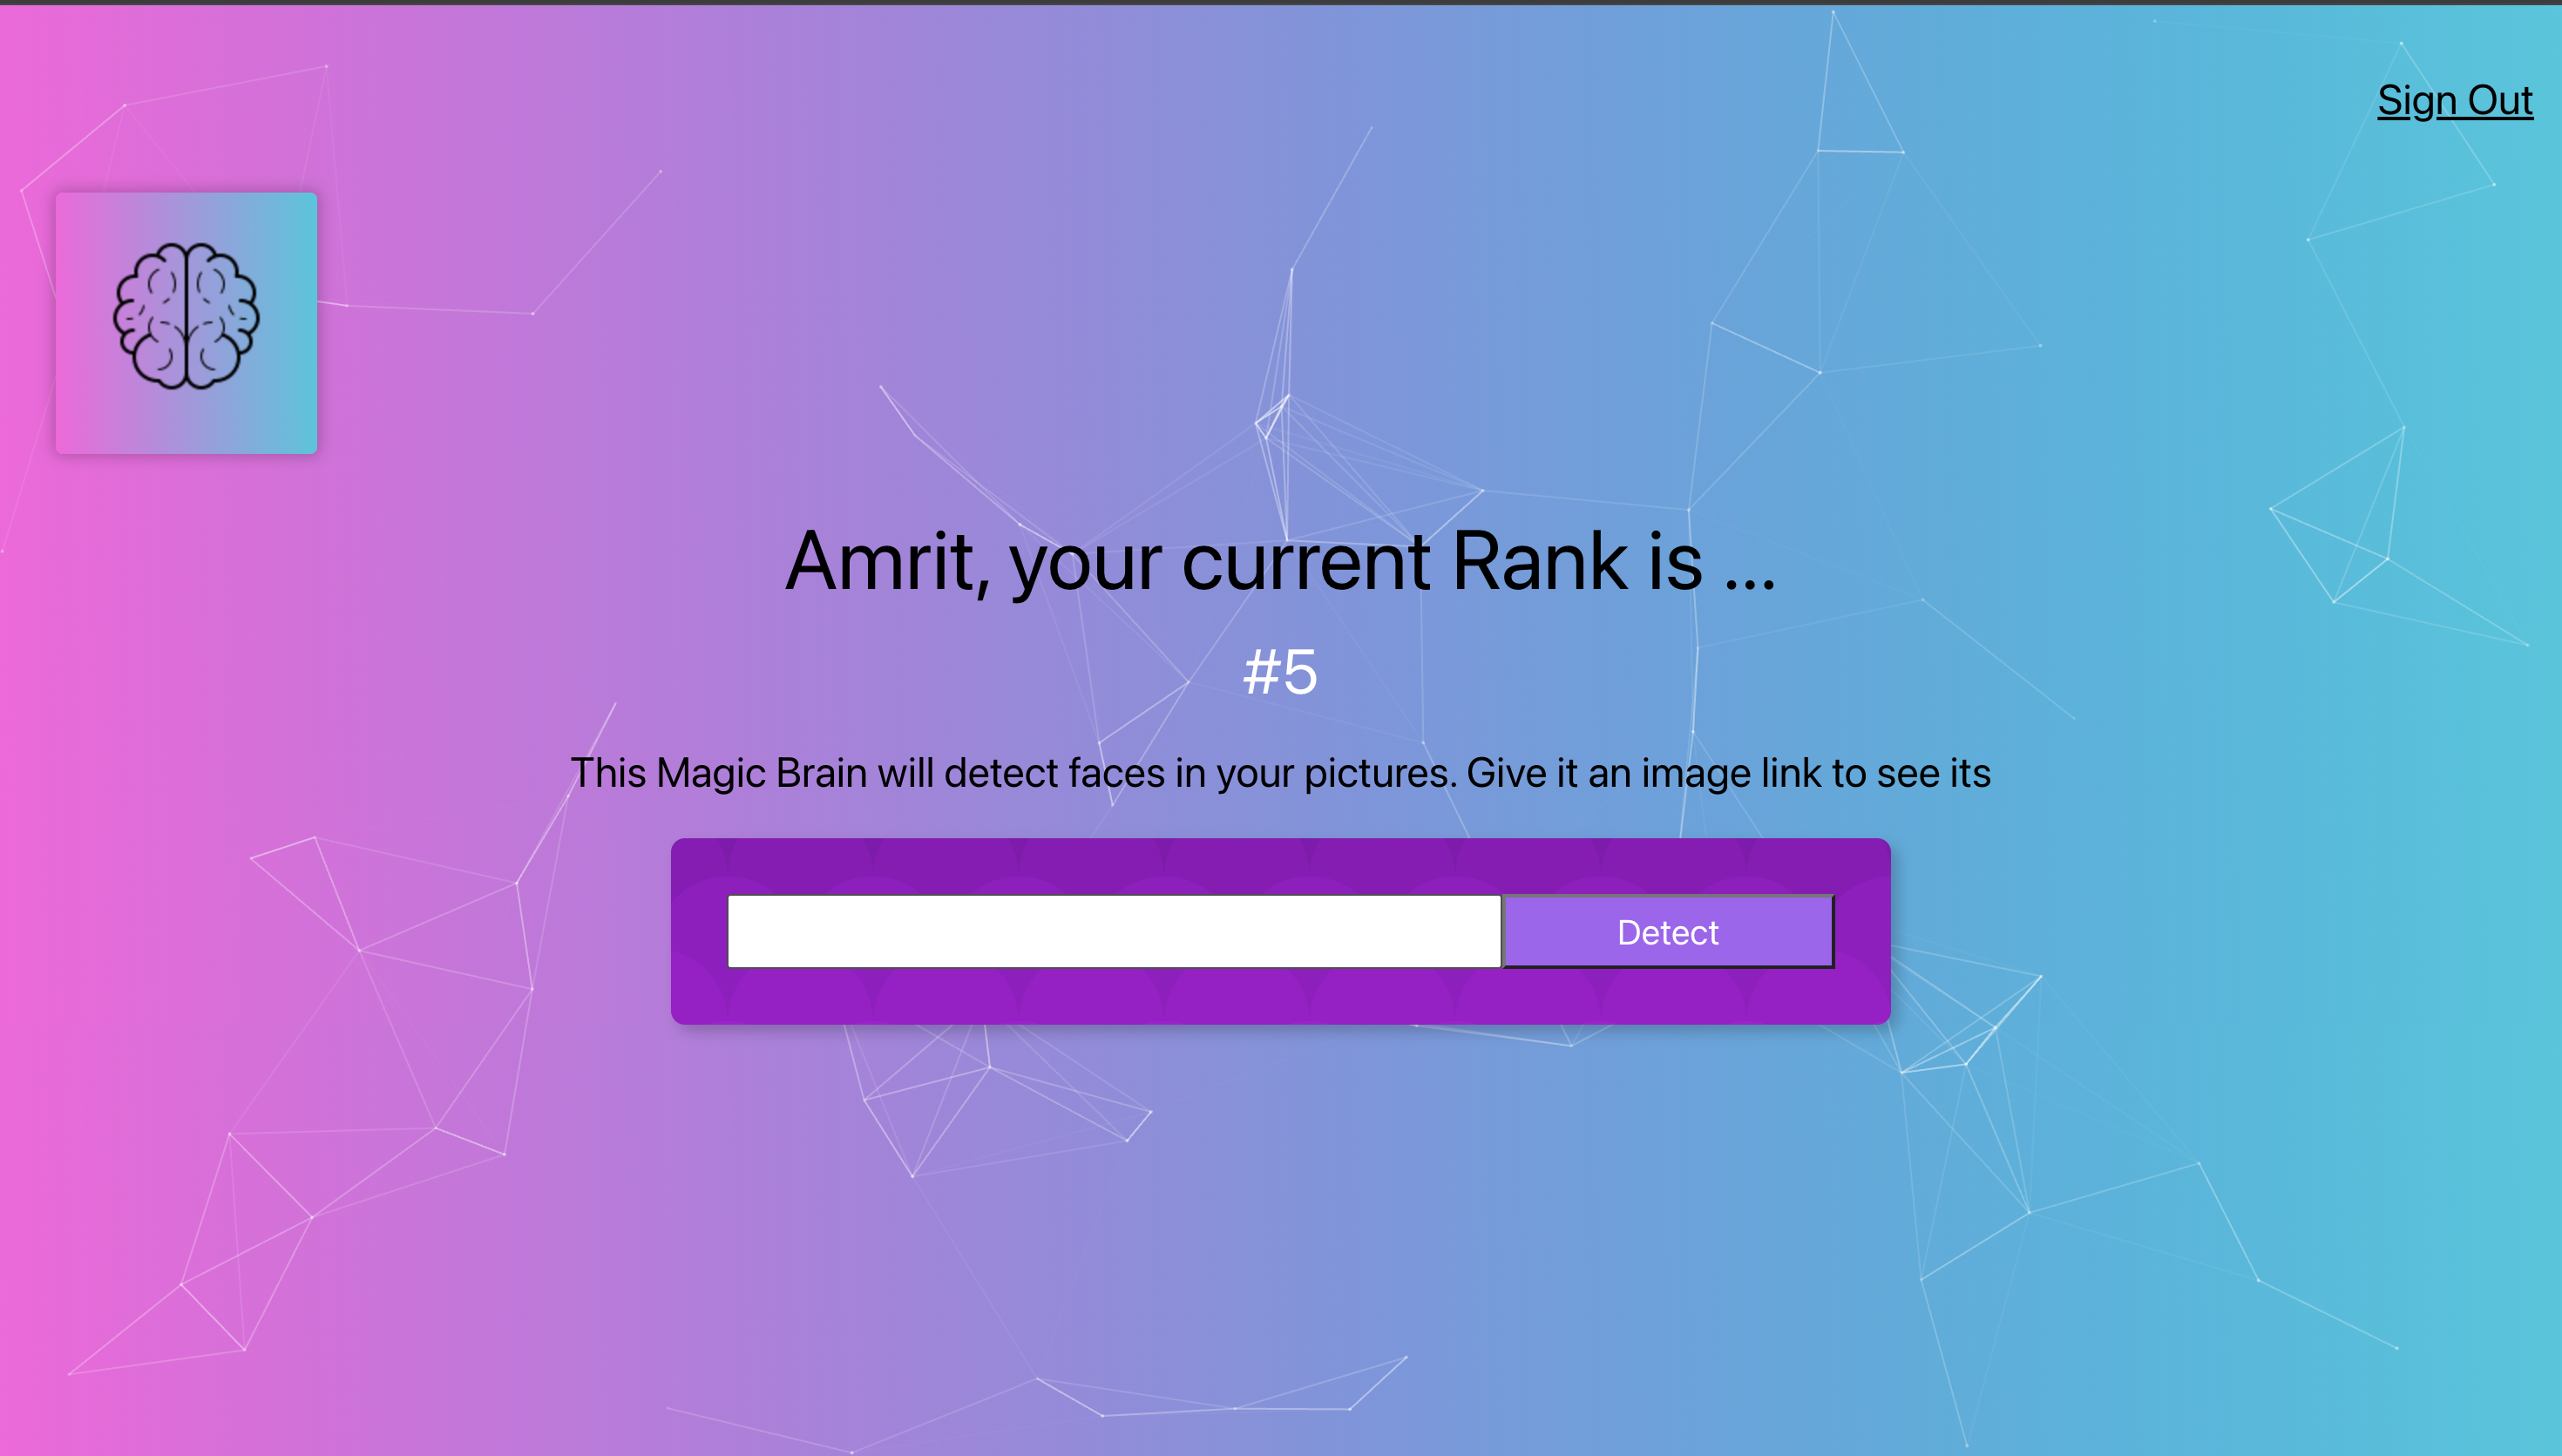 Sign Out
Amrit, your current Rank is ...
#5
This Magic Brain will detect faces in your pictures. Give it an image link to see its
Detect